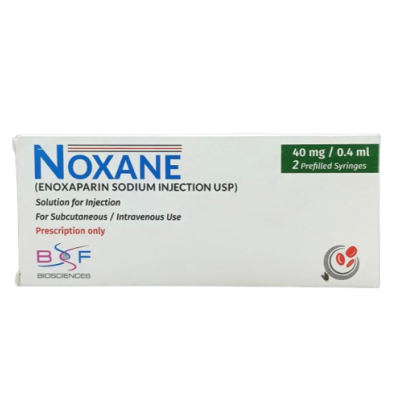 NOXANE
(ENOXAPARIN SODIUM INJECTION USP)
Solution for Injection
For Subcutaneous / Intravenous Use
Prescription only
40 mg / 0.4 ml
2 Prefilled Syringes
BSF
BIOSCIENCES